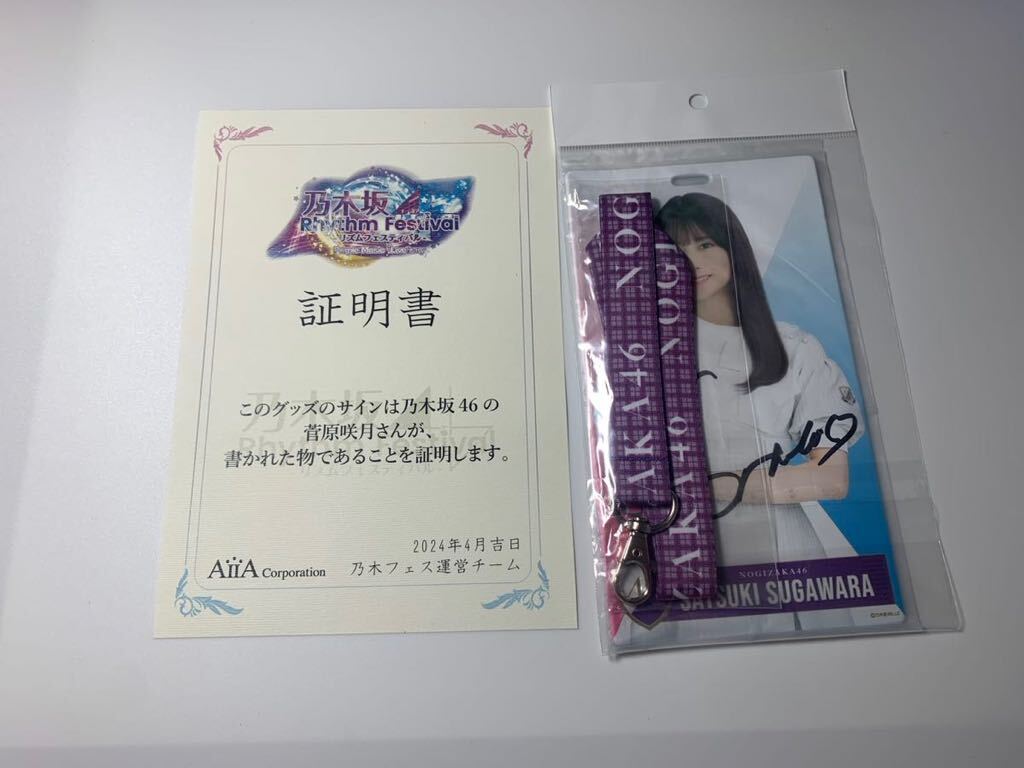 乃木坂
Rhythm Festival
リズムフェスティバル
証明書
このグッズのサインは乃木坂46の
菅原咲月さんが、
書かれた物であることを証明します。
2024年4月吉日
AiiA Corporation
乃木フェス運営チーム
NOG
AKA46 NOGI
ZAKA46
NOGIZAKA46
SATSUKI SUGAWARA